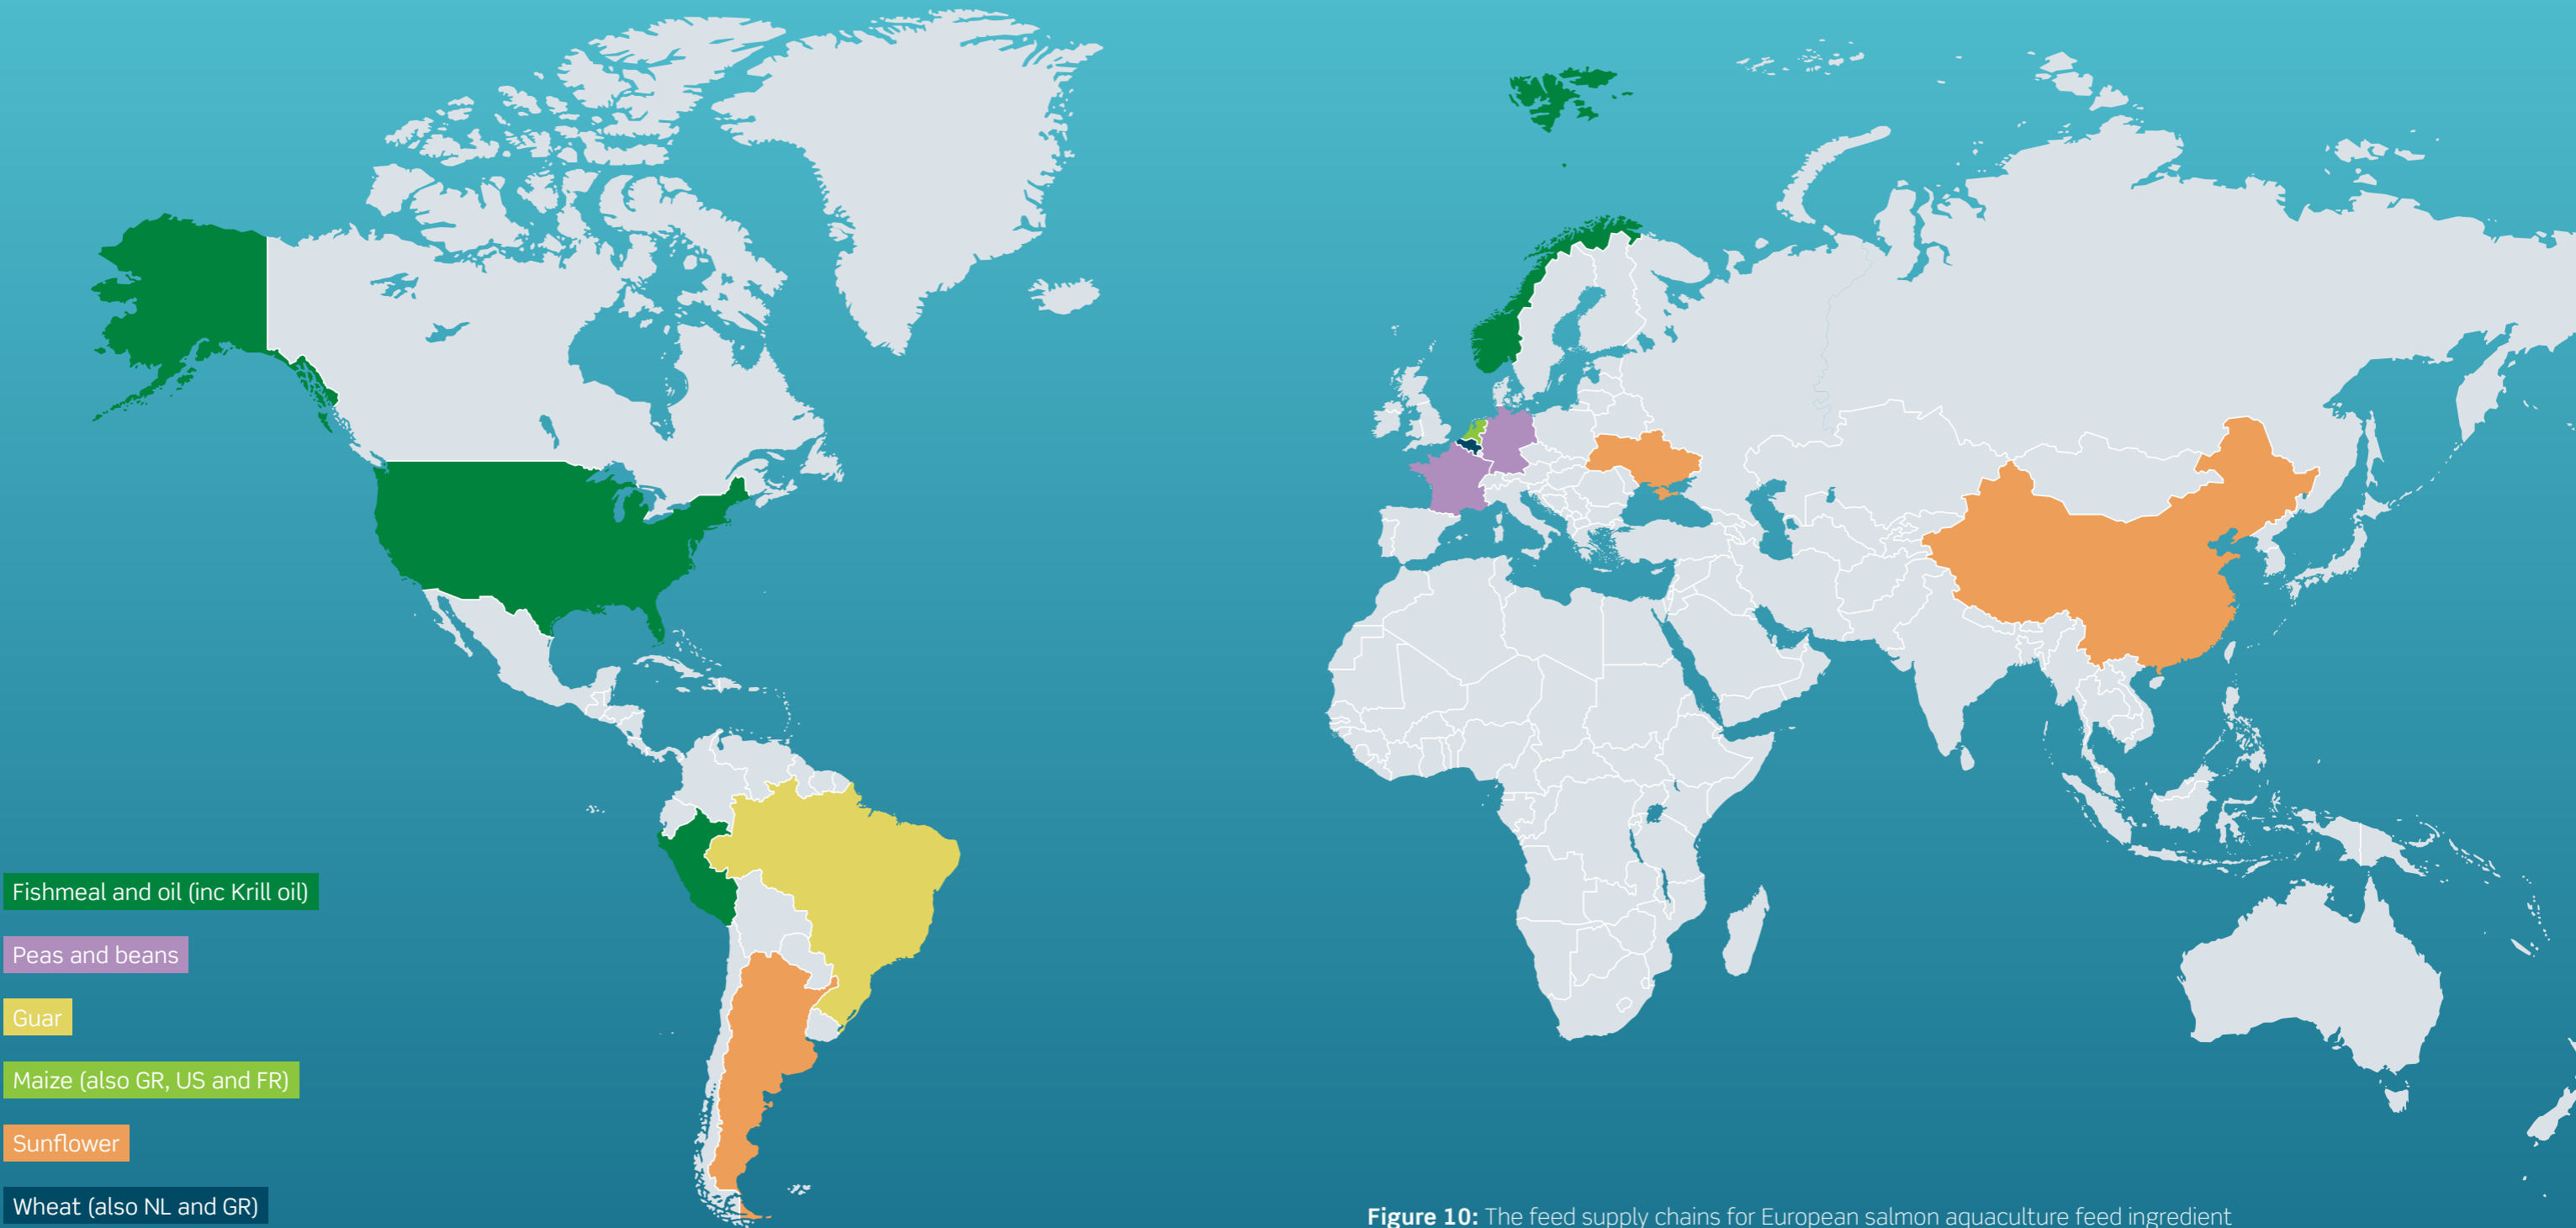 Fishmeal and oil (inc Krill oil)
Peas and beans
Guar
Maize (also GR, US and FR)
Sunflower
Wheat (also NL and GR)
Figure 10: The feed supply chains for European salmon aquaculture feed ingredient